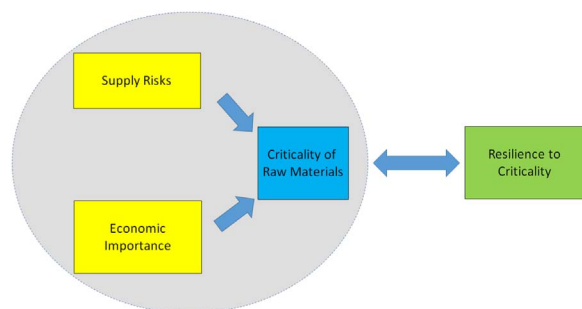 Supply Risks
Criticality of
Raw Materials
Resilience to
Criticality
Economic
Importance